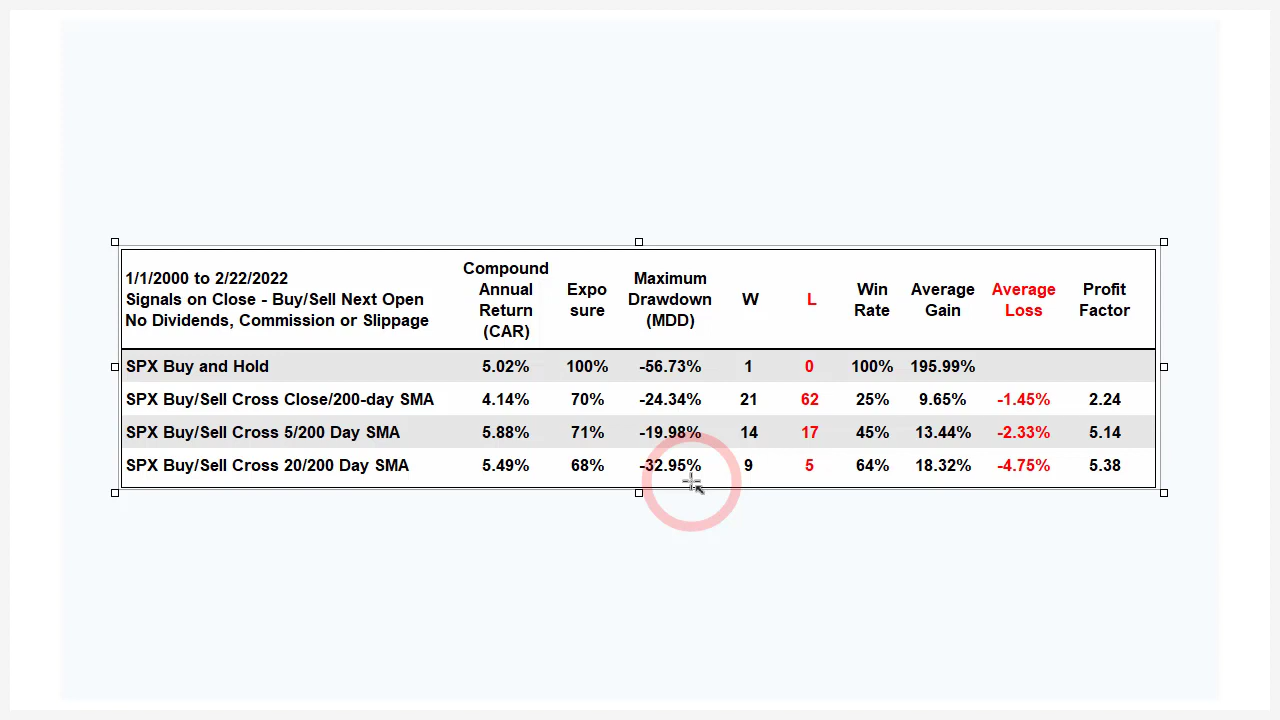 1/1/2000 to 2/22/2022
Signals on Close - Buy/Sell Next Open
No Dividends, Commission or Slippage
Compound
Annual
Return
(CAR)
Expo
sure
Maximum
Drawdown
(MDD)
W
L
Win
Rate
Average
Gain
Average
Loss
Profit
Factor
SPX Buy and Hold 5.02% 100% -56.73% 1 0 100% 195.99%
SPX Buy/Sell Cross Close/200-day SMA 4.14% 70% -24.34% 21 62 25% 9.65% -1.45% 2.24
SPX Buy/Sell Cross 5/200 Day SMA 5.88% 71% -19.98% 14 17 45% 13.44% -2.33% 5.14
SPX Buy/Sell Cross 20/200 Day SMA 5.49% 68% -32.95% 9 5 64% 18.32% -4.75% 5.38